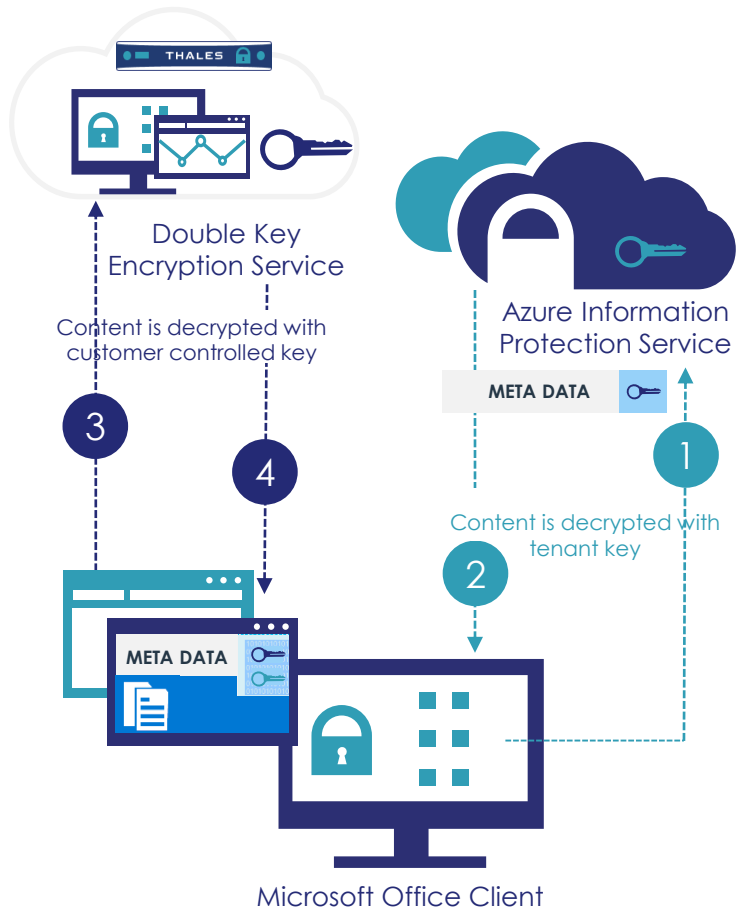 THALES
Double Key
Encryption Service
Content is decrypted with
customer controlled key
3
4
Azure Information
Protection Service
META DATA
1
Content is decrypted with
tenant key
2
META DATA
Microsoft Office Client